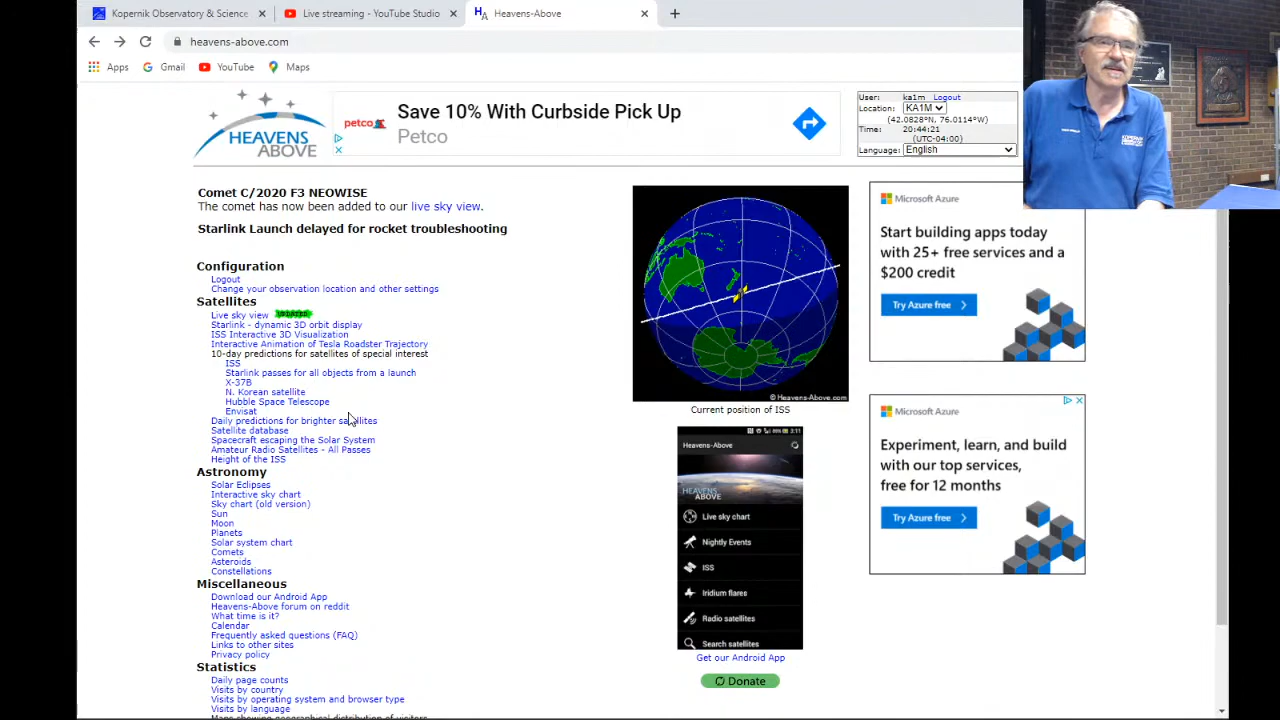 Kopernik Observatory & Science
Live streaming - YouTube Studio
Heavens-Above
heavens-above.com
Apps
Gmail
YouTube
Maps
HEAVENS
ABOVE
petco
Save 10% With Curbside Pick Up
Petco
User: ka1m Logout
Location: KA1M
(42.0828°N, 76.0114°W)
Time: 20:44:21
(UTC-04:00)
Language: English
Comet C/2020 F3 NEOWISE
The comet has now been added to our live sky view.
Starlink Launch delayed for rocket troubleshooting
Configuration
Logout
Change your observation location and other settings
Satellites
Live sky view UPDATED
Starlink - dynamic 3D orbit display
ISS Interactive 3D Visualization
Interactive Animation of Tesla Roadster Trajectory
10-day predictions for satellites of special interest
ISS
Starlink passes for all objects from a launch
X-37B
N. Korean satellite
Hubble Space Telescope
Envisat
Daily predictions for brighter satellites
Satellite database
Spacecraft escaping the Solar System
Amateur Radio Satellites - All Passes
Height of the ISS
Astronomy
Solar Eclipses
Interactive sky chart
Sky chart (old version)
Sun
Moon
Planets
Solar system chart
Comets
Asteroids
Constellations
Miscellaneous
Download our Android App
Heavens-Above forum on reddit
What time is it?
Calendar
Frequently asked questions (FAQ)
Links to other sites
Privacy policy
Statistics
Daily page counts
Visits by country
Visits by operating system and browser type
Visits by language
Maps showing geographical distribution of visitors
© Heavens-Above.com
Current position of ISS
3:11
Heavens-Above
HEAVENS
ABOVE
Live sky chart
Nightly Events
ISS
Iridium flares
Radio satellites
Search satellites
Get our Android App
Donate
Microsoft Azure
Start building apps today
with 25+ free services and a
$200 credit
Try Azure free
Microsoft Azure
Experiment, learn, and build
with our top services,
free for 12 months
Try Azure free